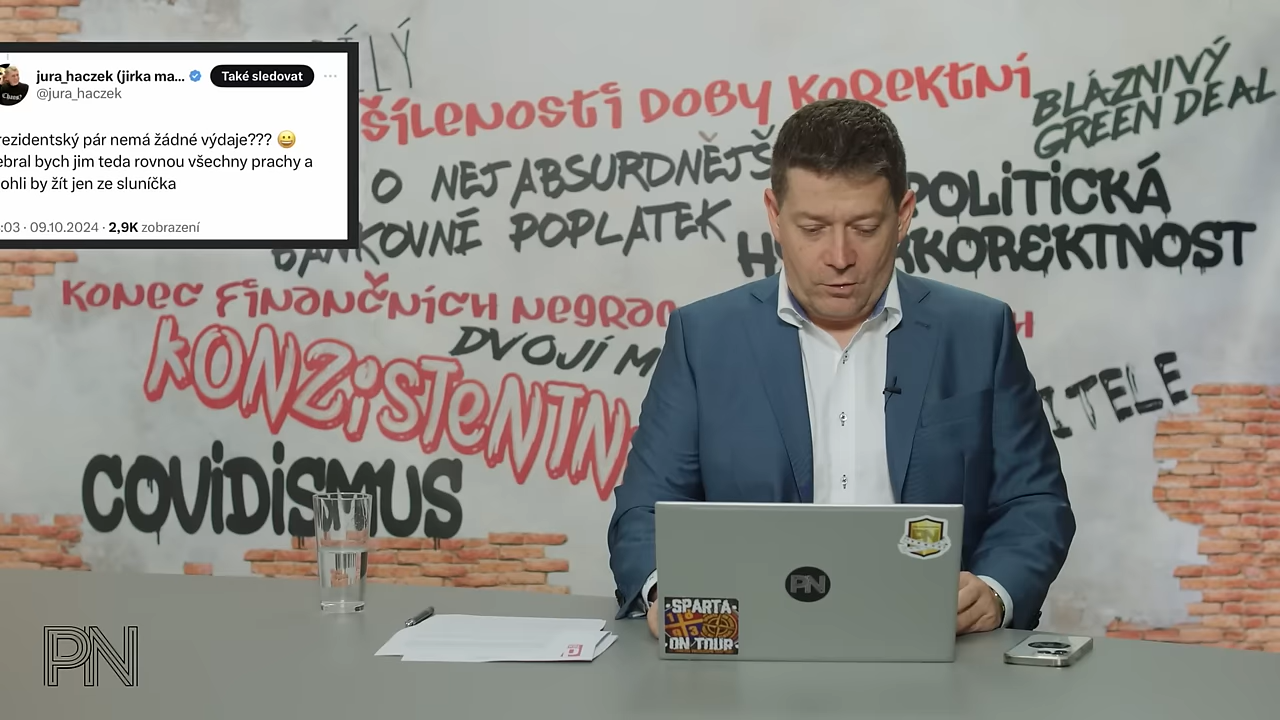 jura_haczek (jirka ma...
Také sledovat
@jura_haczek
rezidentský pár nemá žádné výdaje??? 😀
ebral bych jim teda rovnou všechny prachy a
ohli by žít jen ze sluníčka
:03 · 09.10.2024 · 2,9K zobrazení
ŠÍLENOSTI DOBY KOREKTNÍ
BLÁZNIVÝ
GREEN DEAL
O NEJABSURDNĚJŠ
BANKOVNÍ POPLATEK
POLITICKÁ
H KOREKTNOST
KONEC FINANČNÍCH NEGRAM
DVOJÍ M
KONZISTENTN
ITELE
COVIDISMUS
PN
SPARTA
ON TOUR
PN